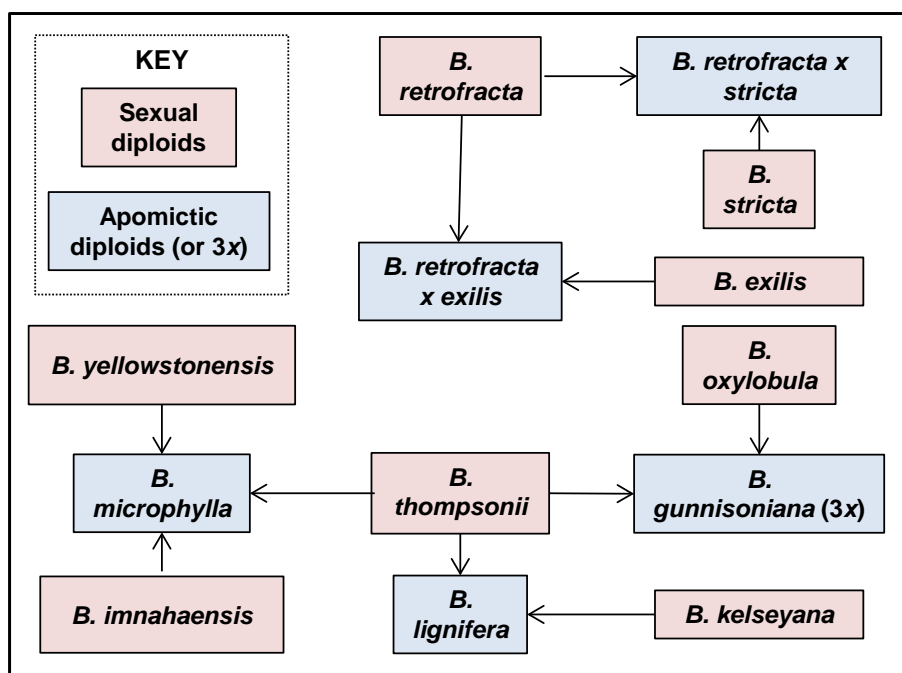 KEY
Sexual
diploids
Apomictic
diploids (or 3x)
B.
retrofracta
B. retrofracta x
stricta
B.
stricta
B. retrofracta
x exilis
B. exilis
B. yellowstonensis
B.
oxylobula
B.
microphylla
B.
thompsonii
B.
gunnisoniana (3x)
B. imnahaensis
B.
lignifera
B. kelseyana